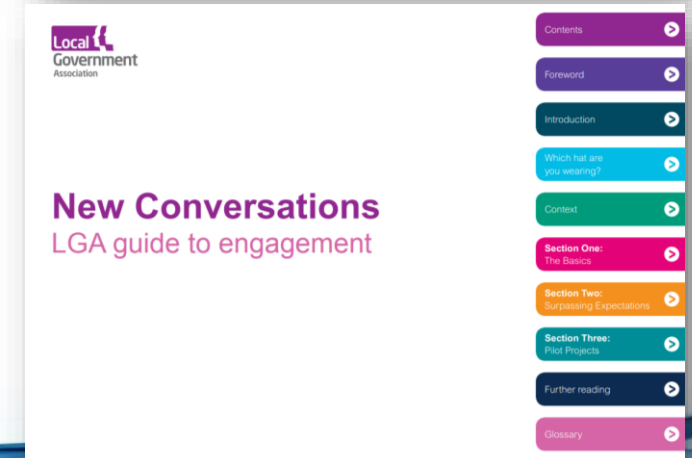 Local
Government
Association
New Conversations
LGA guide to engagement
Contents
Foreword
Introduction
Which hat are
you wearing?
Context
Section One:
The Basics
Section Two:
Surpassing Expectations
Section Three:
Pilot Projects
Further reading
Glossary